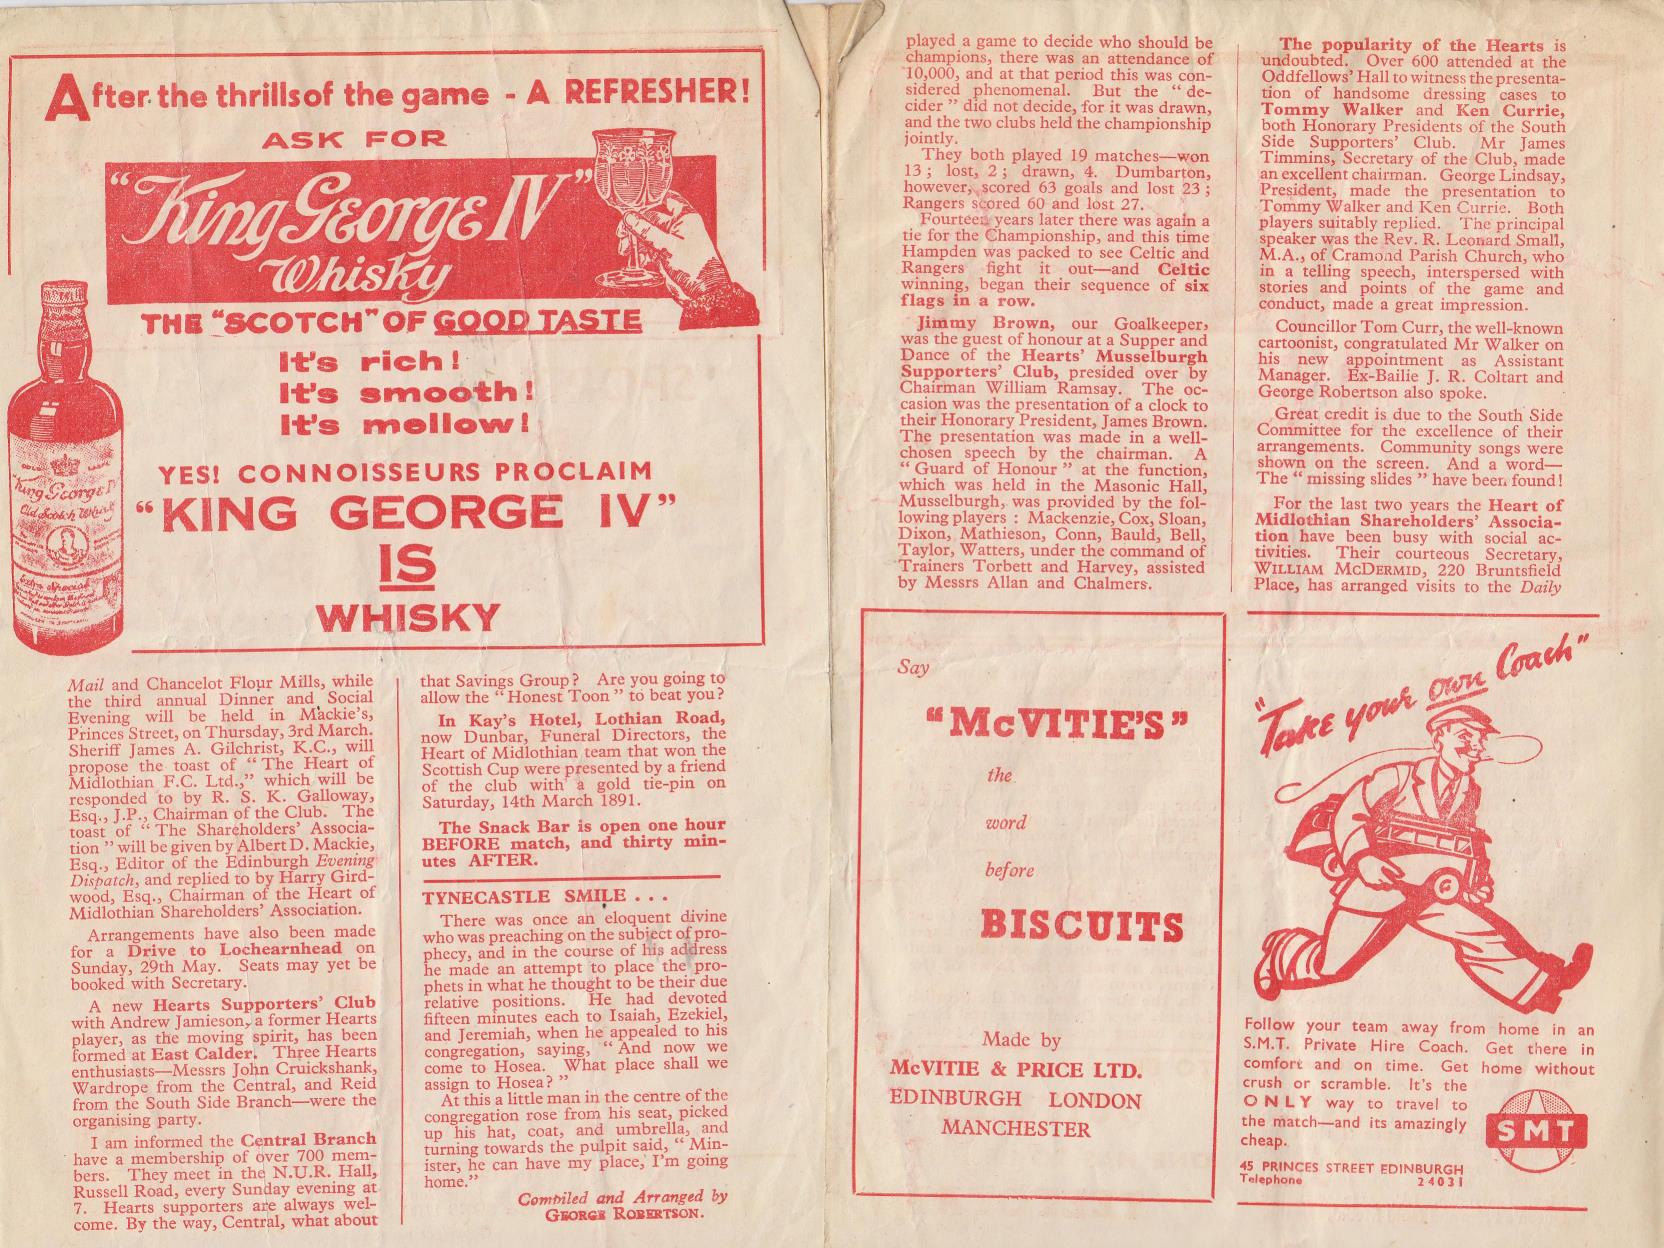 After the thrills of the game - A REFRESHER!
ASK FOR
"King George IV"
Whisky
THE "SCOTCH" OF GOOD TASTE
It's rich!
It's smooth!
It's mellow!
YES! CONNOISSEURS PROCLAIM
"KING GEORGE IV"
IS
WHISKY
King George IV
Old Scotch Whisky
Extra Special
Mail and Chancelot Flour Mills, while
the third annual Dinner and Social
Evening will be held in Mackie's,
Princes Street, on Thursday, 3rd March.
Sheriff James A. Gilchrist, K.C., will
propose the toast of "The Heart of
Midlothian F.C. Ltd.," which will be
responded to by R. S. K. Galloway,
Esq., J.P., Chairman of the Club. The
toast of "The Shareholders' Associa-
tion" will be given by Albert D. Mackie,
Esq., Editor of the Edinburgh Evening
Dispatch, and replied to by Harry Gird-
wood, Esq., Chairman of the Heart of
Midlothian Shareholders' Association.
Arrangements have also been made
for a Drive to Lochearnhead on
Sunday, 29th May. Seats may yet be
booked with Secretary.
A new Hearts Supporters' Club
with Andrew Jamieson, a former Hearts
player, as the moving spirit, has been
formed at East Calder. Three Hearts
enthusiasts—Messrs John Cruickshank,
Wardrope from the Central, and Reid
from the South Side Branch—were the
organising party.
I am informed the Central Branch
have a membership of over 700 mem-
bers. They meet in the N.U.R. Hall,
Russell Road, every Sunday evening at
7. Hearts supporters are always wel-
come. By the way, Central, what about
that Savings Group? Are you going to
allow the "Honest Toon" to beat you?
In Kay's Hotel, Lothian Road,
now Dunbar, Funeral Directors, the
Heart of Midlothian team that won the
Scottish Cup were presented by a friend
of the club with a gold tie-pin on
Saturday, 14th March 1891.
The Snack Bar is open one hour
BEFORE match, and thirty min-
utes AFTER.
TYNECASTLE SMILE . . .
There was once an eloquent divine
who was preaching on the subject of pro-
phecy, and in the course of his address
he made an attempt to place the pro-
phets in what he thought to be their due
relative positions. He had devoted
fifteen minutes each to Isaiah, Ezekiel,
and Jeremiah, when he appealed to his
congregation, saying, "And now we
come to Hosea. What place shall we
assign to Hosea?"
At this a little man in the centre of the
congregation rose from his seat, picked
up his hat, coat, and umbrella, and
turning towards the pulpit said, "Min-
ister, he can have my place, I'm going
home."
Compiled and Arranged by
GEORGE ROBERTSON.
played a game to decide who should be
champions, there was an attendance of
10,000, and at that period this was con-
sidered phenomenal. But the "de-
cider" did not decide, for it was drawn,
and the two clubs held the championship
jointly.
They both played 19 matches—won
13; lost, 2; drawn, 4. Dumbarton,
however, scored 63 goals and lost 23;
Rangers scored 60 and lost 27.
Fourteen years later there was again a
tie for the Championship, and this time
Hampden was packed to see Celtic and
Rangers fight it out—and Celtic
winning, began their sequence of six
flags in a row.
Jimmy Brown, our Goalkeeper,
was the guest of honour at a Supper and
Dance of the Hearts' Musselburgh
Supporters' Club, presided over by
Chairman William Ramsay. The oc-
casion was the presentation of a clock to
their Honorary President, James Brown.
The presentation was made in a well-
chosen speech by the chairman. A
"Guard of Honour" at the function,
which was held in the Masonic Hall,
Musselburgh, was provided by the fol-
lowing players : Mackenzie, Cox, Sloan,
Dixon, Mathieson, Conn, Bauld, Bell,
Taylor, Watters, under the command of
Trainers Torbett and Harvey, assisted
by Messrs Allan and Chalmers.
The popularity of the Hearts is
undoubted. Over 600 attended at the
Oddfellows' Hall to witness the presenta-
tion of handsome dressing cases to
Tommy Walker and Ken Currie,
both Honorary Presidents of the South
Side Supporters' Club. Mr James
Timmins, Secretary of the Club, made
an excellent chairman. George Lindsay,
President, made the presentation to
Tommy Walker and Ken Currie. Both
players suitably replied. The principal
speaker was the Rev. R. Leonard Small,
M.A., of Cramond Parish Church, who
in a telling speech, interspersed with
stories and points of the game and
conduct, made a great impression.
Councillor Tom Curr, the well-known
cartoonist, congratulated Mr Walker on
his new appointment as Assistant
Manager. Ex-Bailie J. R. Coltart and
George Robertson also spoke.
Great credit is due to the South Side
Committee for the excellence of their
arrangements. Community songs were
shown on the screen. And a word—
The "missing slides" have been found!
For the last two years the Heart of
Midlothian Shareholders' Associa-
tion have been busy with social ac-
tivities. Their courteous Secretary,
WILLIAM MCDERMID, 220 Bruntsfield
Place, has arranged visits to the Daily
Say
"McVITIE'S"
the
word
before
BISCUITS
Made by
McVITIE & PRICE LTD.
EDINBURGH LONDON
MANCHESTER
"Take your own Coach"
Follow your team away from home in an
S.M.T. Private Hire Coach. Get there in
comfort and on time. Get home without
crush or scramble. It's the
ONLY way to travel to
the match—and its amazingly
cheap.
SMT
45 PRINCES STREET EDINBURGH
Telephone 24031